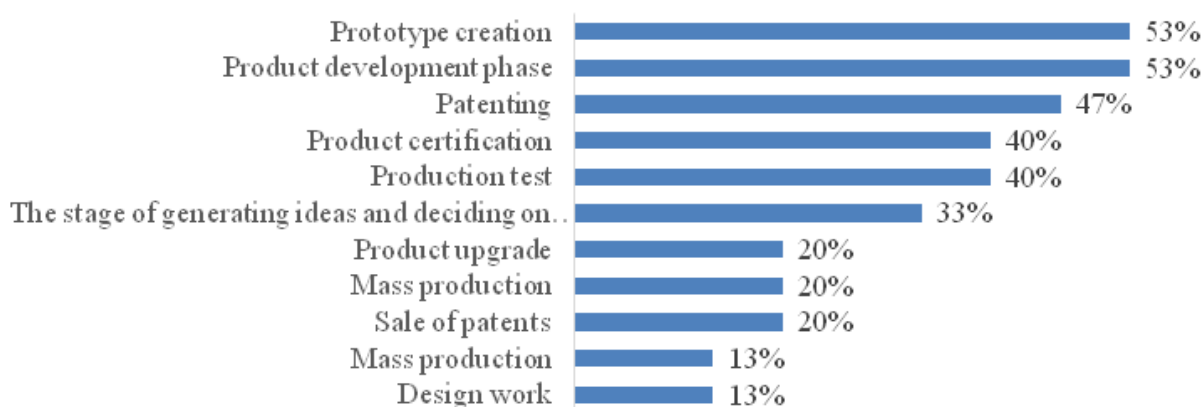 Prototype creation 53%
Product development phase 53%
Patenting 47%
Product certification 40%
Production test 40%
The stage of generating ideas and deciding on.. 33%
Product upgrade 20%
Mass production 20%
Sale of patents 20%
Mass production 13%
Design work 13%